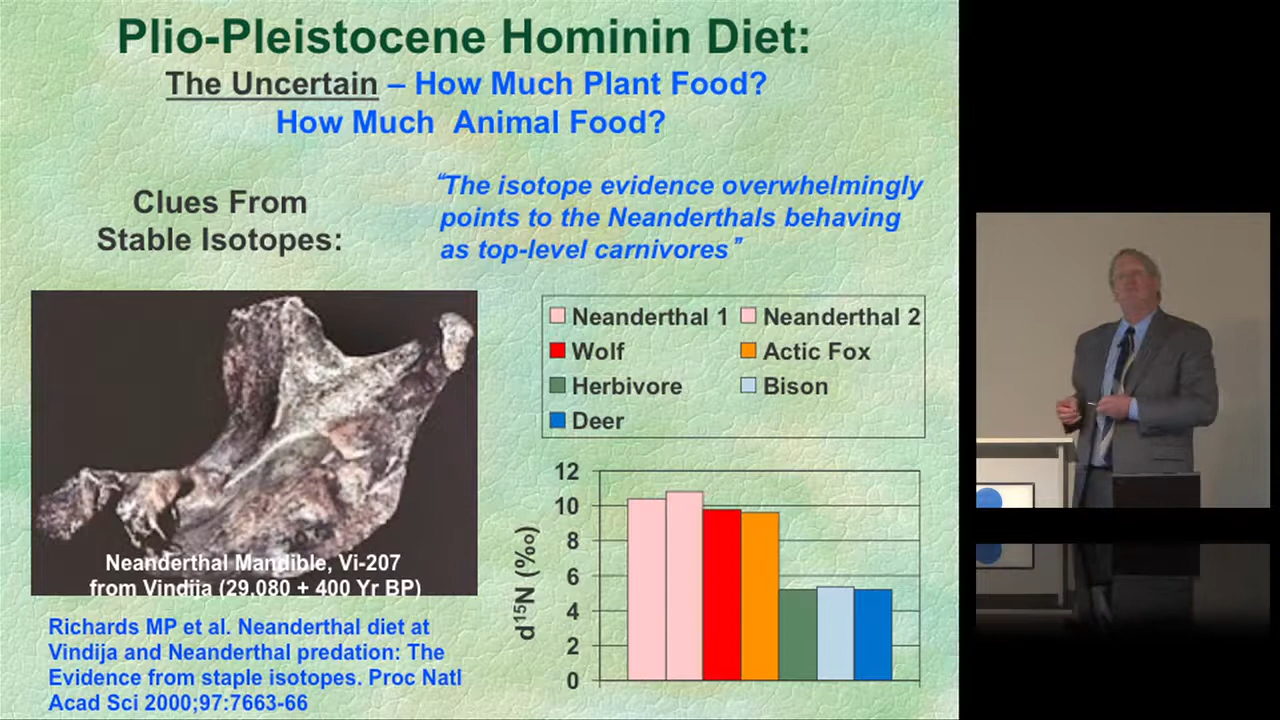 Plio-Pleistocene Hominin Diet:
The Uncertain – How Much Plant Food?
How Much Animal Food?
Clues From
Stable Isotopes:
“The isotope evidence overwhelmingly
points to the Neanderthals behaving
as top-level carnivores”
Neanderthal Mandible, Vi-207
from Vindija (29,080 + 400 Yr BP)
Richards MP et al. Neanderthal diet at
Vindija and Neanderthal predation: The
Evidence from staple isotopes. Proc Natl
Acad Sci 2000;97:7663-66
Neanderthal 1 Neanderthal 2
Wolf Actic Fox
Herbivore Bison
Deer
12
10
8
6
4
2
0
d¹⁵N (‰)